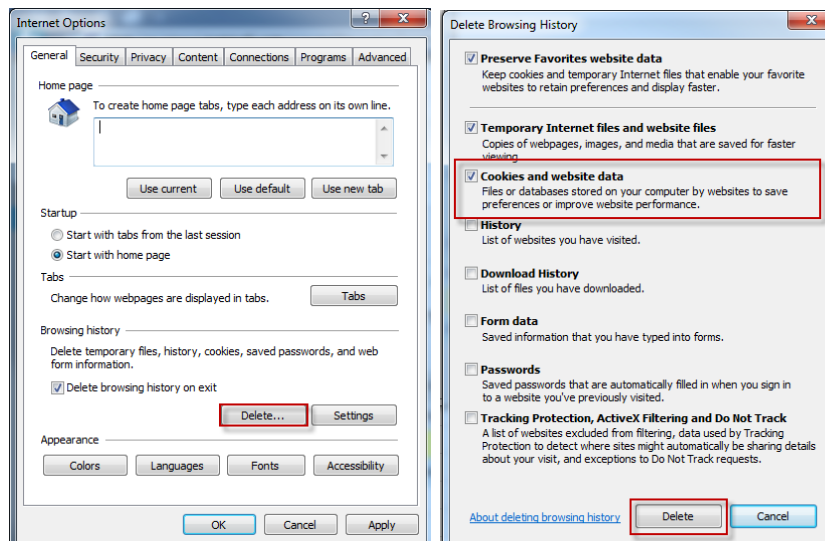 Internet Options
General Security Privacy Content Connections Programs Advanced
Home page
To create home page tabs, type each address on its own line.
Use current Use default Use new tab
Startup
Start with tabs from the last session
Start with home page
Tabs
Change how webpages are displayed in tabs. Tabs
Browsing history
Delete temporary files, history, cookies, saved passwords, and web
form information.
Delete browsing history on exit
Delete... Settings
Appearance
Colors Languages Fonts Accessibility
OK Cancel Apply
Delete Browsing History
Preserve Favorites website data
Keep cookies and temporary Internet files that enable your favorite
websites to retain preferences and display faster.
Temporary Internet files and website files
Copies of webpages, images, and media that are saved for faster
viewing
Cookies and website data
Files or databases stored on your computer by websites to save
preferences or improve website performance.
History
List of websites you have visited.
Download History
List of files you have downloaded.
Form data
Saved information that you have typed into forms.
Passwords
Saved passwords that are automatically filled in when you sign in
to a website you've previously visited.
Tracking Protection, ActiveX Filtering and Do Not Track
A list of websites excluded from filtering, data used by Tracking
Protection to detect where sites might automatically be sharing details
about your visit, and exceptions to Do Not Track requests.
About deleting browsing history Delete Cancel